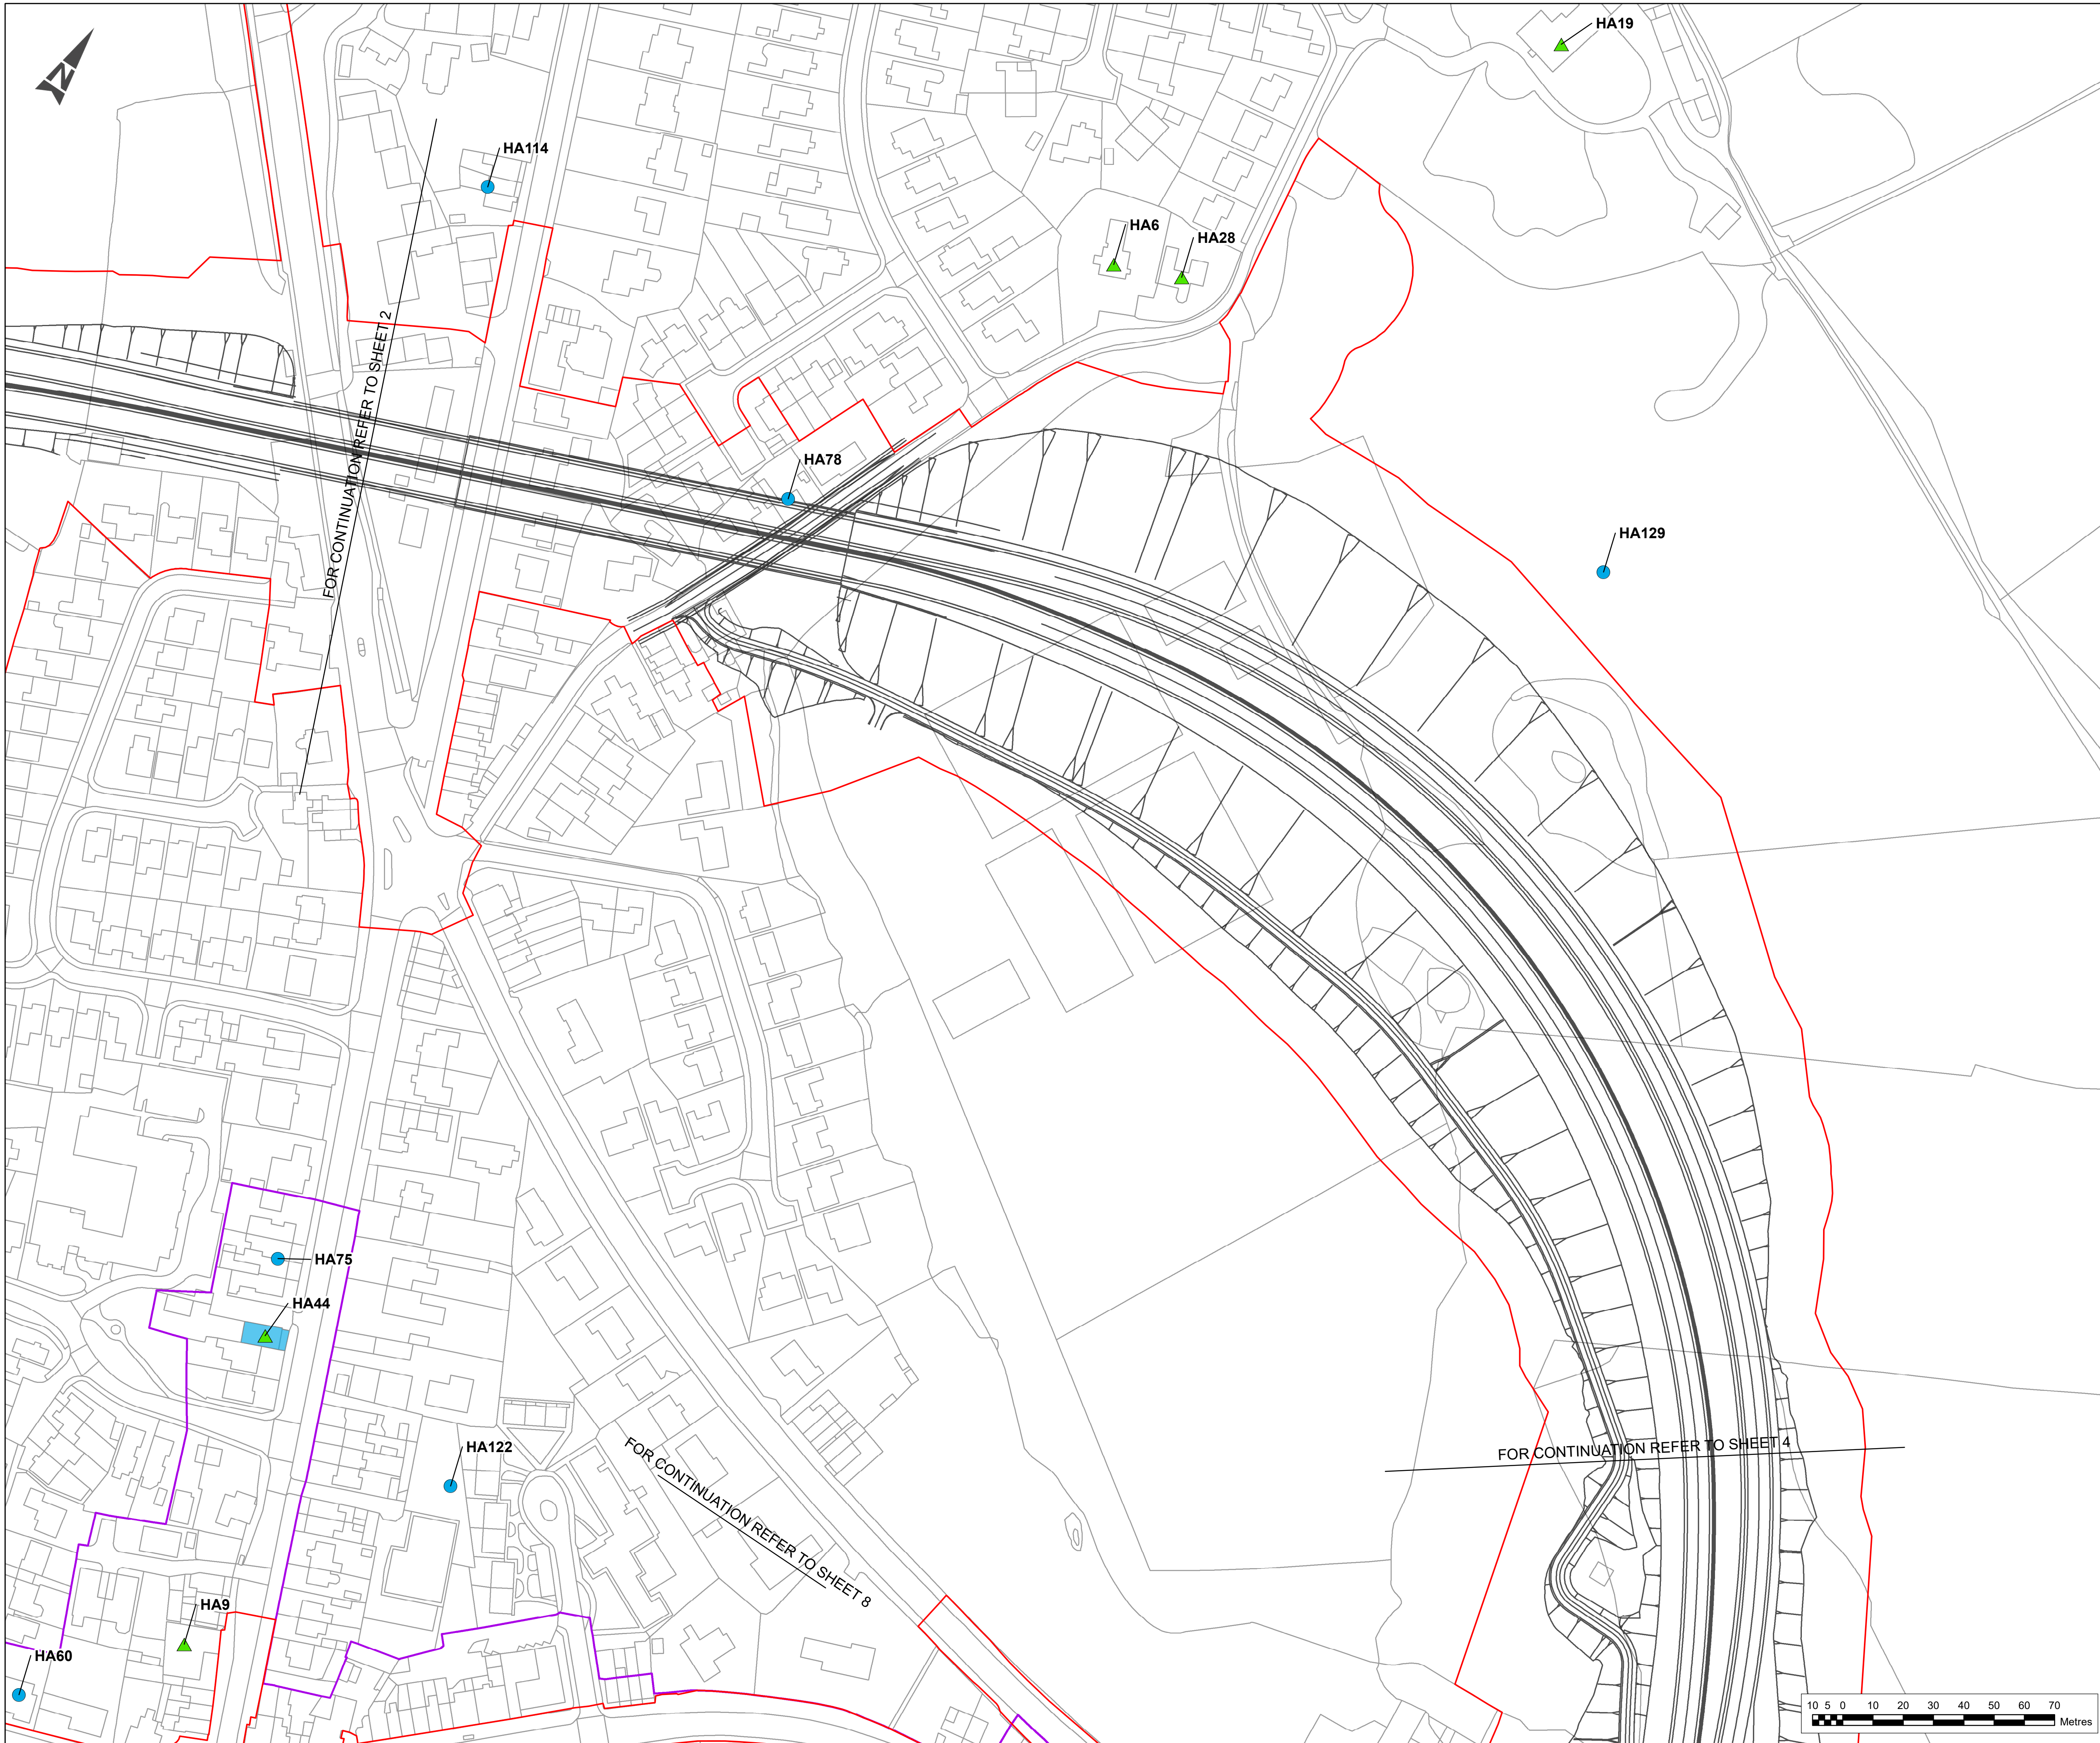 HA19
N
HA114
HA6
HA28
FOR CONTINUATION REFER TO SHEET 2
HA78
HA129
HA75
HA44
HA122
FOR CONTINUATION REFER TO SHEET 8
FOR CONTINUATION REFER TO SHEET 4
HA9
HA60
10 5 0 10 20 30 40 50 60 70
Metres